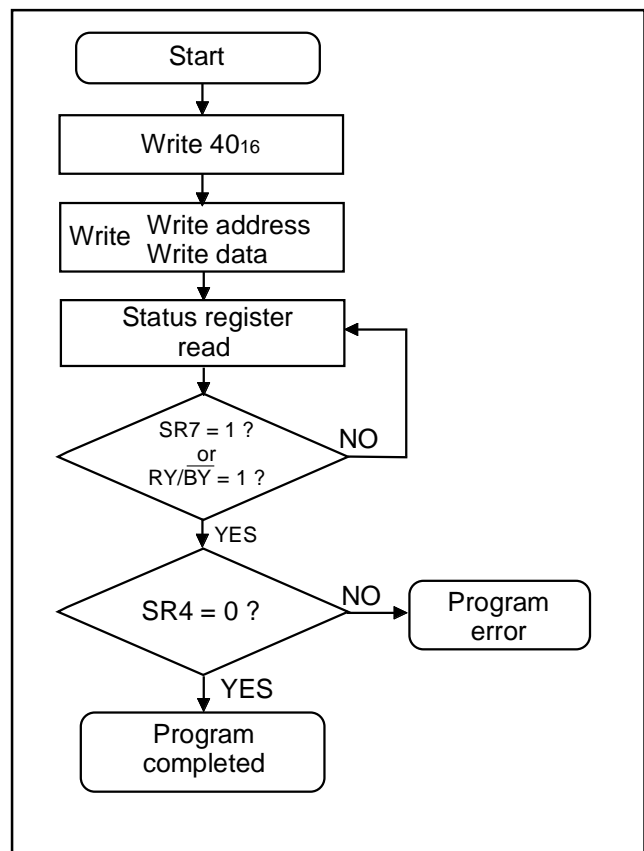 Start
Write 40₁₆
Write
Write address
Write data
Status register
read
SR7 = 1 ?
or
RY/B̅Y̅ = 1 ?
NO
YES
SR4 = 0 ?
NO
Program
error
YES
Program
completed